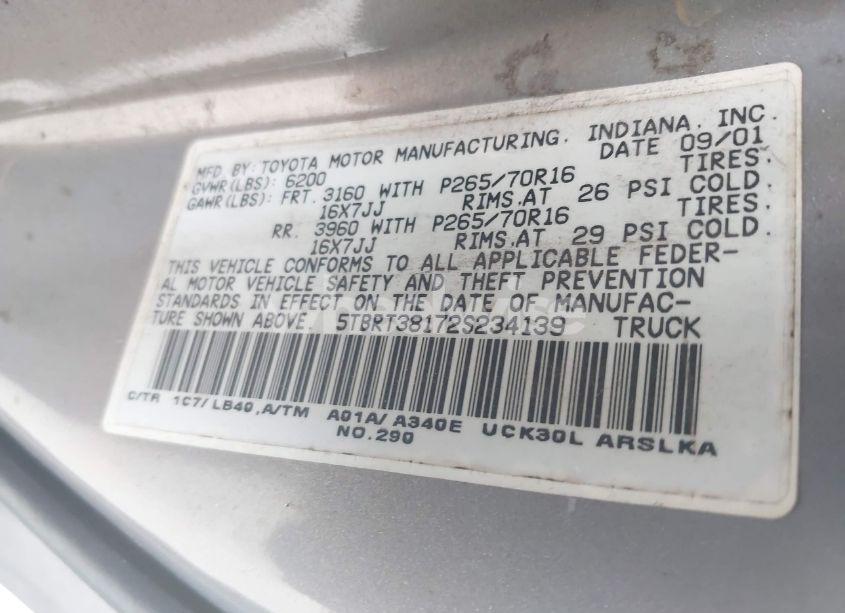 MFD. BY: TOYOTA MOTOR MANUFACTURING, INDIANA, INC.
GVWR(LBS): 6200 DATE 09/01
GAWR(LBS): FRT. 3160 WITH P265/70R16 TIRES.
16X7JJ RIMS.AT 26 PSI COLD.
RR. 3960 WITH P265/70R16 TIRES.
16X7JJ RIMS.AT 29 PSI COLD.
THIS VEHICLE CONFORMS TO ALL APPLICABLE FEDER-
AL MOTOR VEHICLE SAFETY AND THEFT PREVENTION
STANDARDS IN EFFECT ON THE DATE OF MANUFAC-
TURE SHOWN ABOVE. 5TBRT38172S234139 TRUCK
C/TR 1C7/LB40,A/TM A01A/A340E UCK30L ARSLKA
NO.290